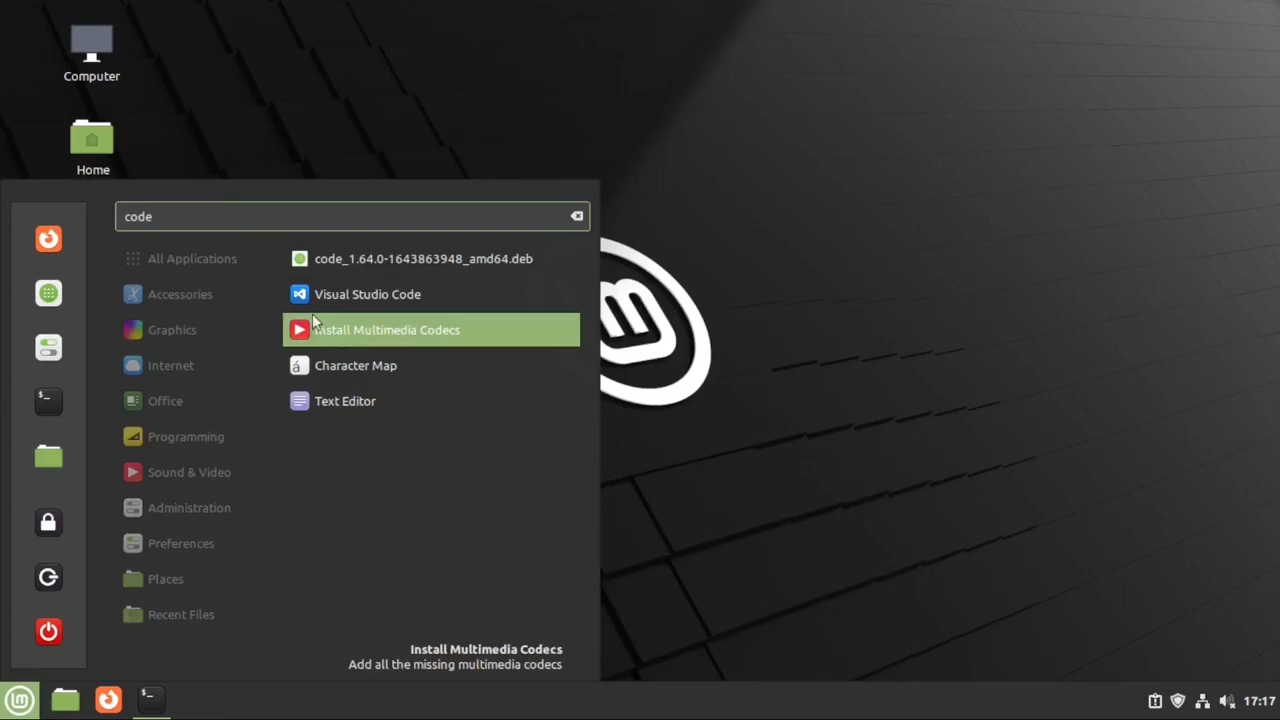 Computer
Home
code
All Applications
Accessories
Graphics
Internet
Office
Programming
Sound & Video
Administration
Preferences
Places
Recent Files
code_1.64.0-1643863948_amd64.deb
Visual Studio Code
Install Multimedia Codecs
Character Map
Text Editor
Install Multimedia Codecs
Add all the missing multimedia codecs
17:17